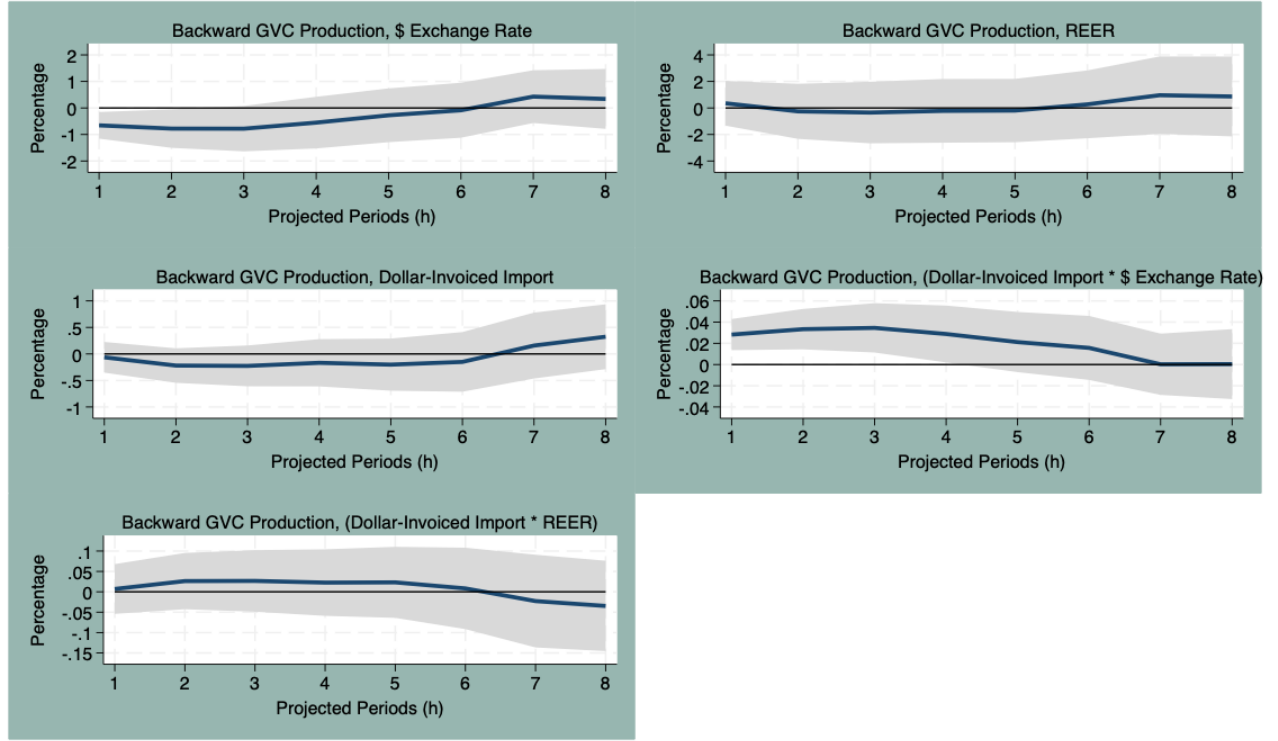 Backward GVC Production, $ Exchange Rate
Percentage
2
1
0
-1
-2
1 2 3 4 5 6 7 8
Projected Periods (h)
Backward GVC Production, REER
Percentage
4
2
0
-2
-4
1 2 3 4 5 6 7 8
Projected Periods (h)
Backward GVC Production, Dollar-Invoiced Import
Percentage
1
.5
0
-.5
-1
1 2 3 4 5 6 7 8
Projected Periods (h)
Backward GVC Production, (Dollar-Invoiced Import * $ Exchange Rate)
Percentage
.06
.04
.02
0
-.02
-.04
1 2 3 4 5 6 7 8
Projected Periods (h)
Backward GVC Production, (Dollar-Invoiced Import * REER)
Percentage
.1
.05
0
-.05
-.1
-.15
1 2 3 4 5 6 7 8
Projected Periods (h)